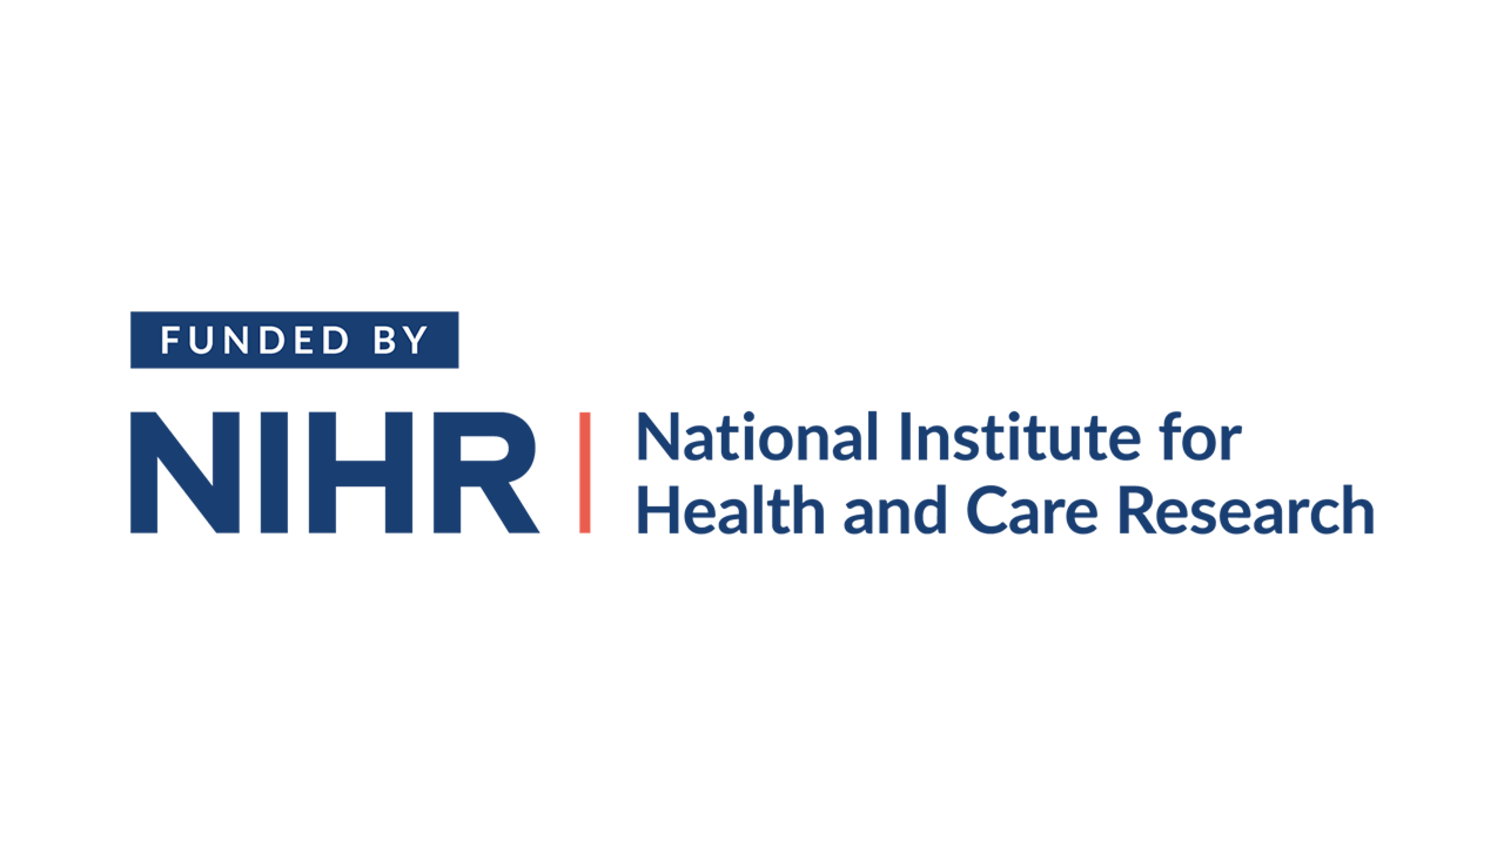 FUNDED BY
NIHR
National Institute for
Health and Care Research